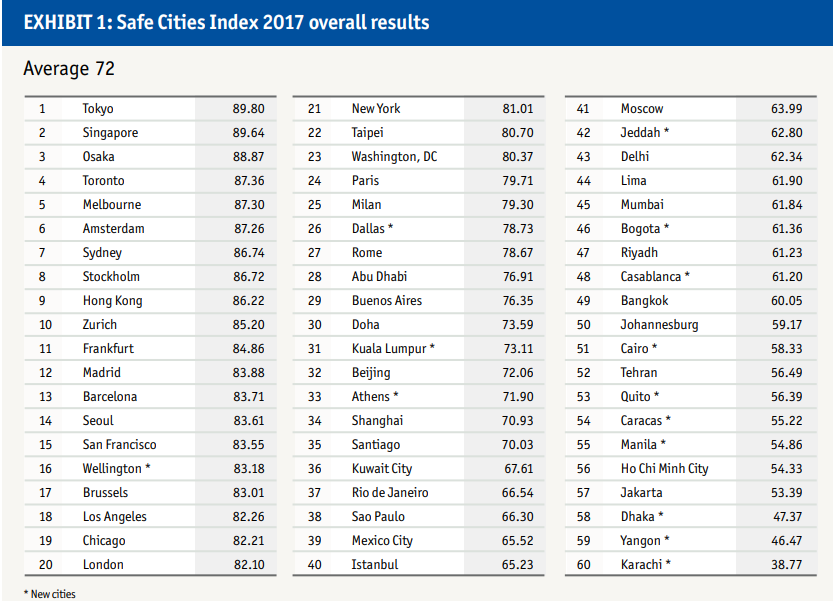 EXHIBIT 1: Safe Cities Index 2017 overall results
Average 72
1 Tokyo 89.80
2 Singapore 89.64
3 Osaka 88.87
4 Toronto 87.36
5 Melbourne 87.30
6 Amsterdam 87.26
7 Sydney 86.74
8 Stockholm 86.72
9 Hong Kong 86.22
10 Zurich 85.20
11 Frankfurt 84.86
12 Madrid 83.88
13 Barcelona 83.71
14 Seoul 83.61
15 San Francisco 83.55
16 Wellington * 83.18
17 Brussels 83.01
18 Los Angeles 82.26
19 Chicago 82.21
20 London 82.10
21 New York 81.01
22 Taipei 80.70
23 Washington, DC 80.37
24 Paris 79.71
25 Milan 79.30
26 Dallas * 78.73
27 Rome 78.67
28 Abu Dhabi 76.91
29 Buenos Aires 76.35
30 Doha 73.59
31 Kuala Lumpur * 73.11
32 Beijing 72.06
33 Athens * 71.90
34 Shanghai 70.93
35 Santiago 70.03
36 Kuwait City 67.61
37 Rio de Janeiro 66.54
38 Sao Paulo 66.30
39 Mexico City 65.52
40 Istanbul 65.23
41 Moscow 63.99
42 Jeddah * 62.80
43 Delhi 62.34
44 Lima 61.90
45 Mumbai 61.84
46 Bogota * 61.36
47 Riyadh 61.23
48 Casablanca * 61.20
49 Bangkok 60.05
50 Johannesburg 59.17
51 Cairo * 58.33
52 Tehran 56.49
53 Quito * 56.39
54 Caracas * 55.22
55 Manila * 54.86
56 Ho Chi Minh City 54.33
57 Jakarta 53.39
58 Dhaka * 47.37
59 Yangon * 46.47
60 Karachi * 38.77
* New cities